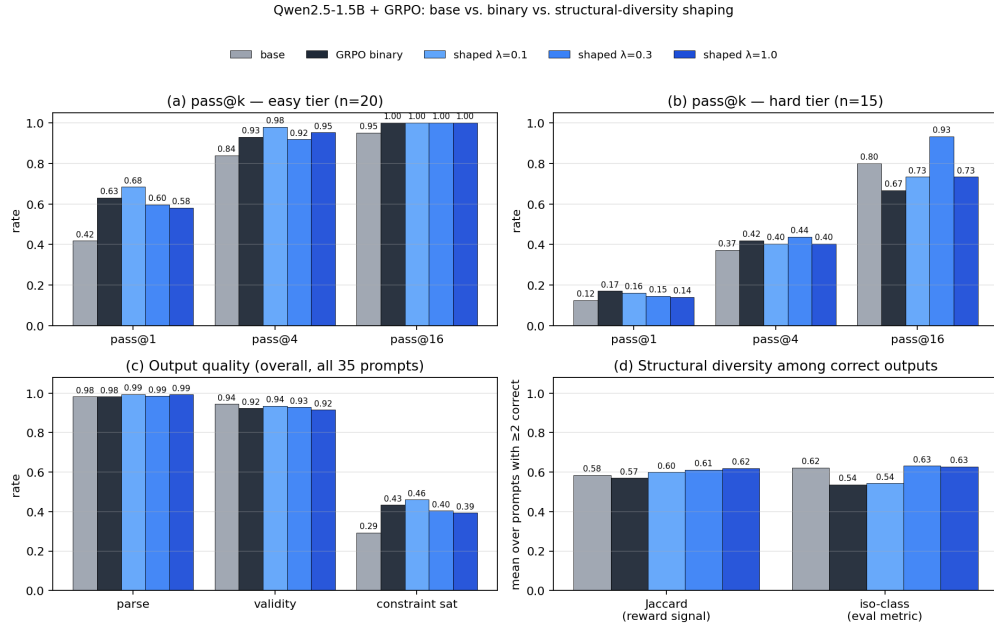 Qwen2.5-1.5B + GRPO: base vs. binary vs. structural-diversity shaping
base GRPO binary shaped λ=0.1 shaped λ=0.3 shaped λ=1.0
(a) pass@k — easy tier (n=20)
rate
1.0
0.8
0.6
0.4
0.2
0.0
0.42 0.63 0.68 0.60 0.58
0.84 0.93 0.98 0.92 0.95
0.95 1.00 1.00 1.00 1.00
pass@1 pass@4 pass@16
(b) pass@k — hard tier (n=15)
rate
1.0
0.8
0.6
0.4
0.2
0.0
0.12 0.17 0.16 0.15 0.14
0.37 0.42 0.40 0.44 0.40
0.80 0.67 0.73 0.93 0.73
pass@1 pass@4 pass@16
(c) Output quality (overall, all 35 prompts)
rate
1.0
0.8
0.6
0.4
0.2
0.0
0.98 0.98 0.99 0.99 0.99
0.94 0.92 0.94 0.93 0.92
0.29 0.43 0.46 0.40 0.39
parse validity constraint sat
(d) Structural diversity among correct outputs
mean over prompts with ≥2 correct
1.0
0.8
0.6
0.4
0.2
0.0
0.58 0.57 0.60 0.61 0.62
0.62 0.54 0.54 0.63 0.63
Jaccard iso-class
(reward signal) (eval metric)